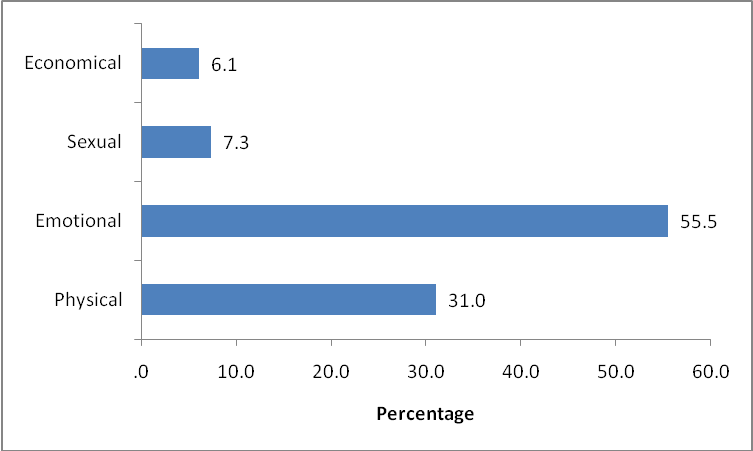 Economical
6.1
Sexual
7.3
Emotional
55.5
Physical
31.0
.0 10.0 20.0 30.0 40.0 50.0 60.0
Percentage